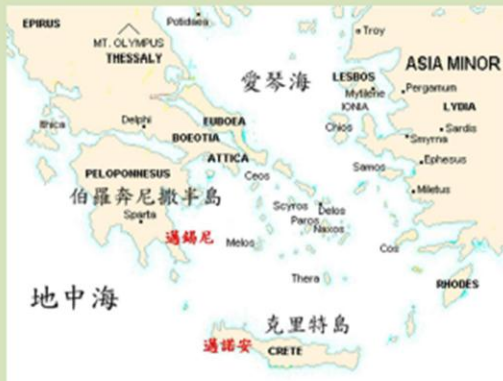 EPIRUS
Potidaea
Troy
MT. OLYMPUS
THESSALY
愛琴海
ASIA MINOR
LESBOS
Mytilene
Pergamum
IONIA
LYDIA
Ithica
Delphi
EUBOEA
Chios
Sardis
BOEOTIA
Smyrna
ATTICA
Ephesus
PELOPONNESUS
Ceos
Samos
伯羅奔尼撒半島
Miletus
Scyros
Delos
Sparta
Paros
Naxos
邁錫尼
Melos
Cos
Thera
RHODES
地中海
克里特島
邁諾安
CRETE